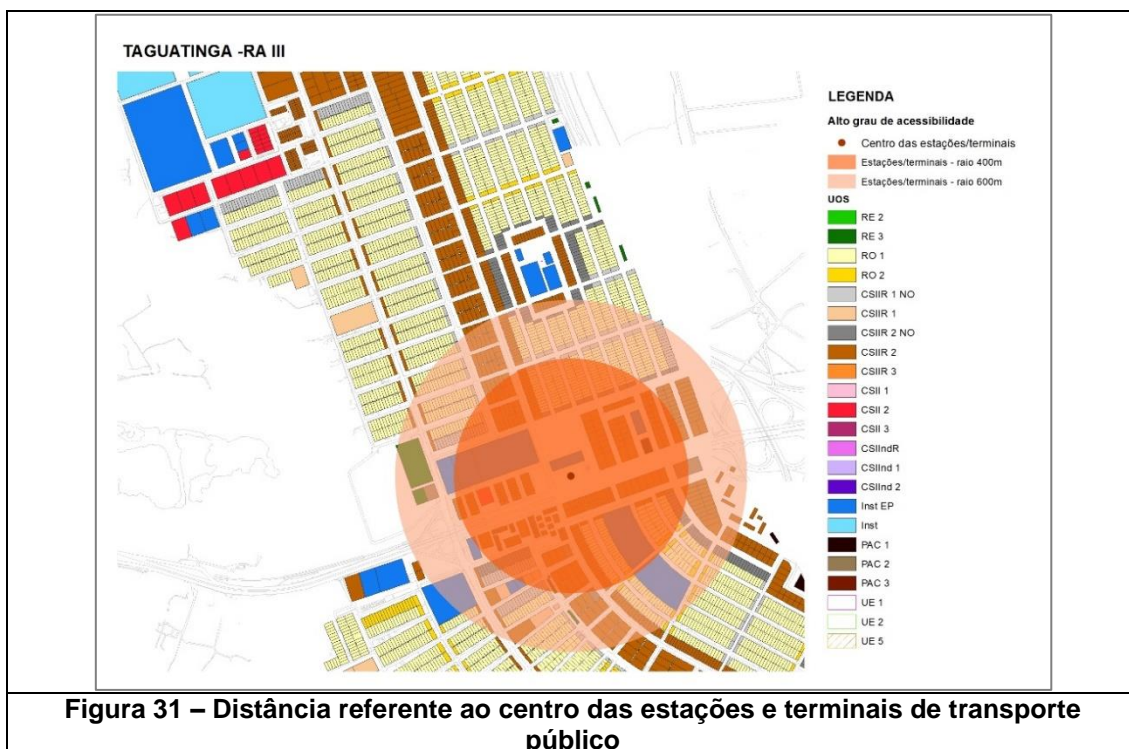 TAGUATINGA -RA III
LEGENDA
Alto grau de acessibilidade
Centro das estações/terminais
Estações/terminais - raio 400m
Estações/terminais - raio 600m
UOS
RE 2
RE 3
RO 1
RO 2
CSIIR 1 NO
CSIIR 1
CSIIR 2 NO
CSIIR 2
CSIIR 3
CSII 1
CSII 2
CSII 3
CSIIndR
CSIInd 1
CSIInd 2
Inst EP
Inst
PAC 1
PAC 2
PAC 3
UE 1
UE 2
UE 5
Figura 31 – Distância referente ao centro das estações e terminais de transporte
público